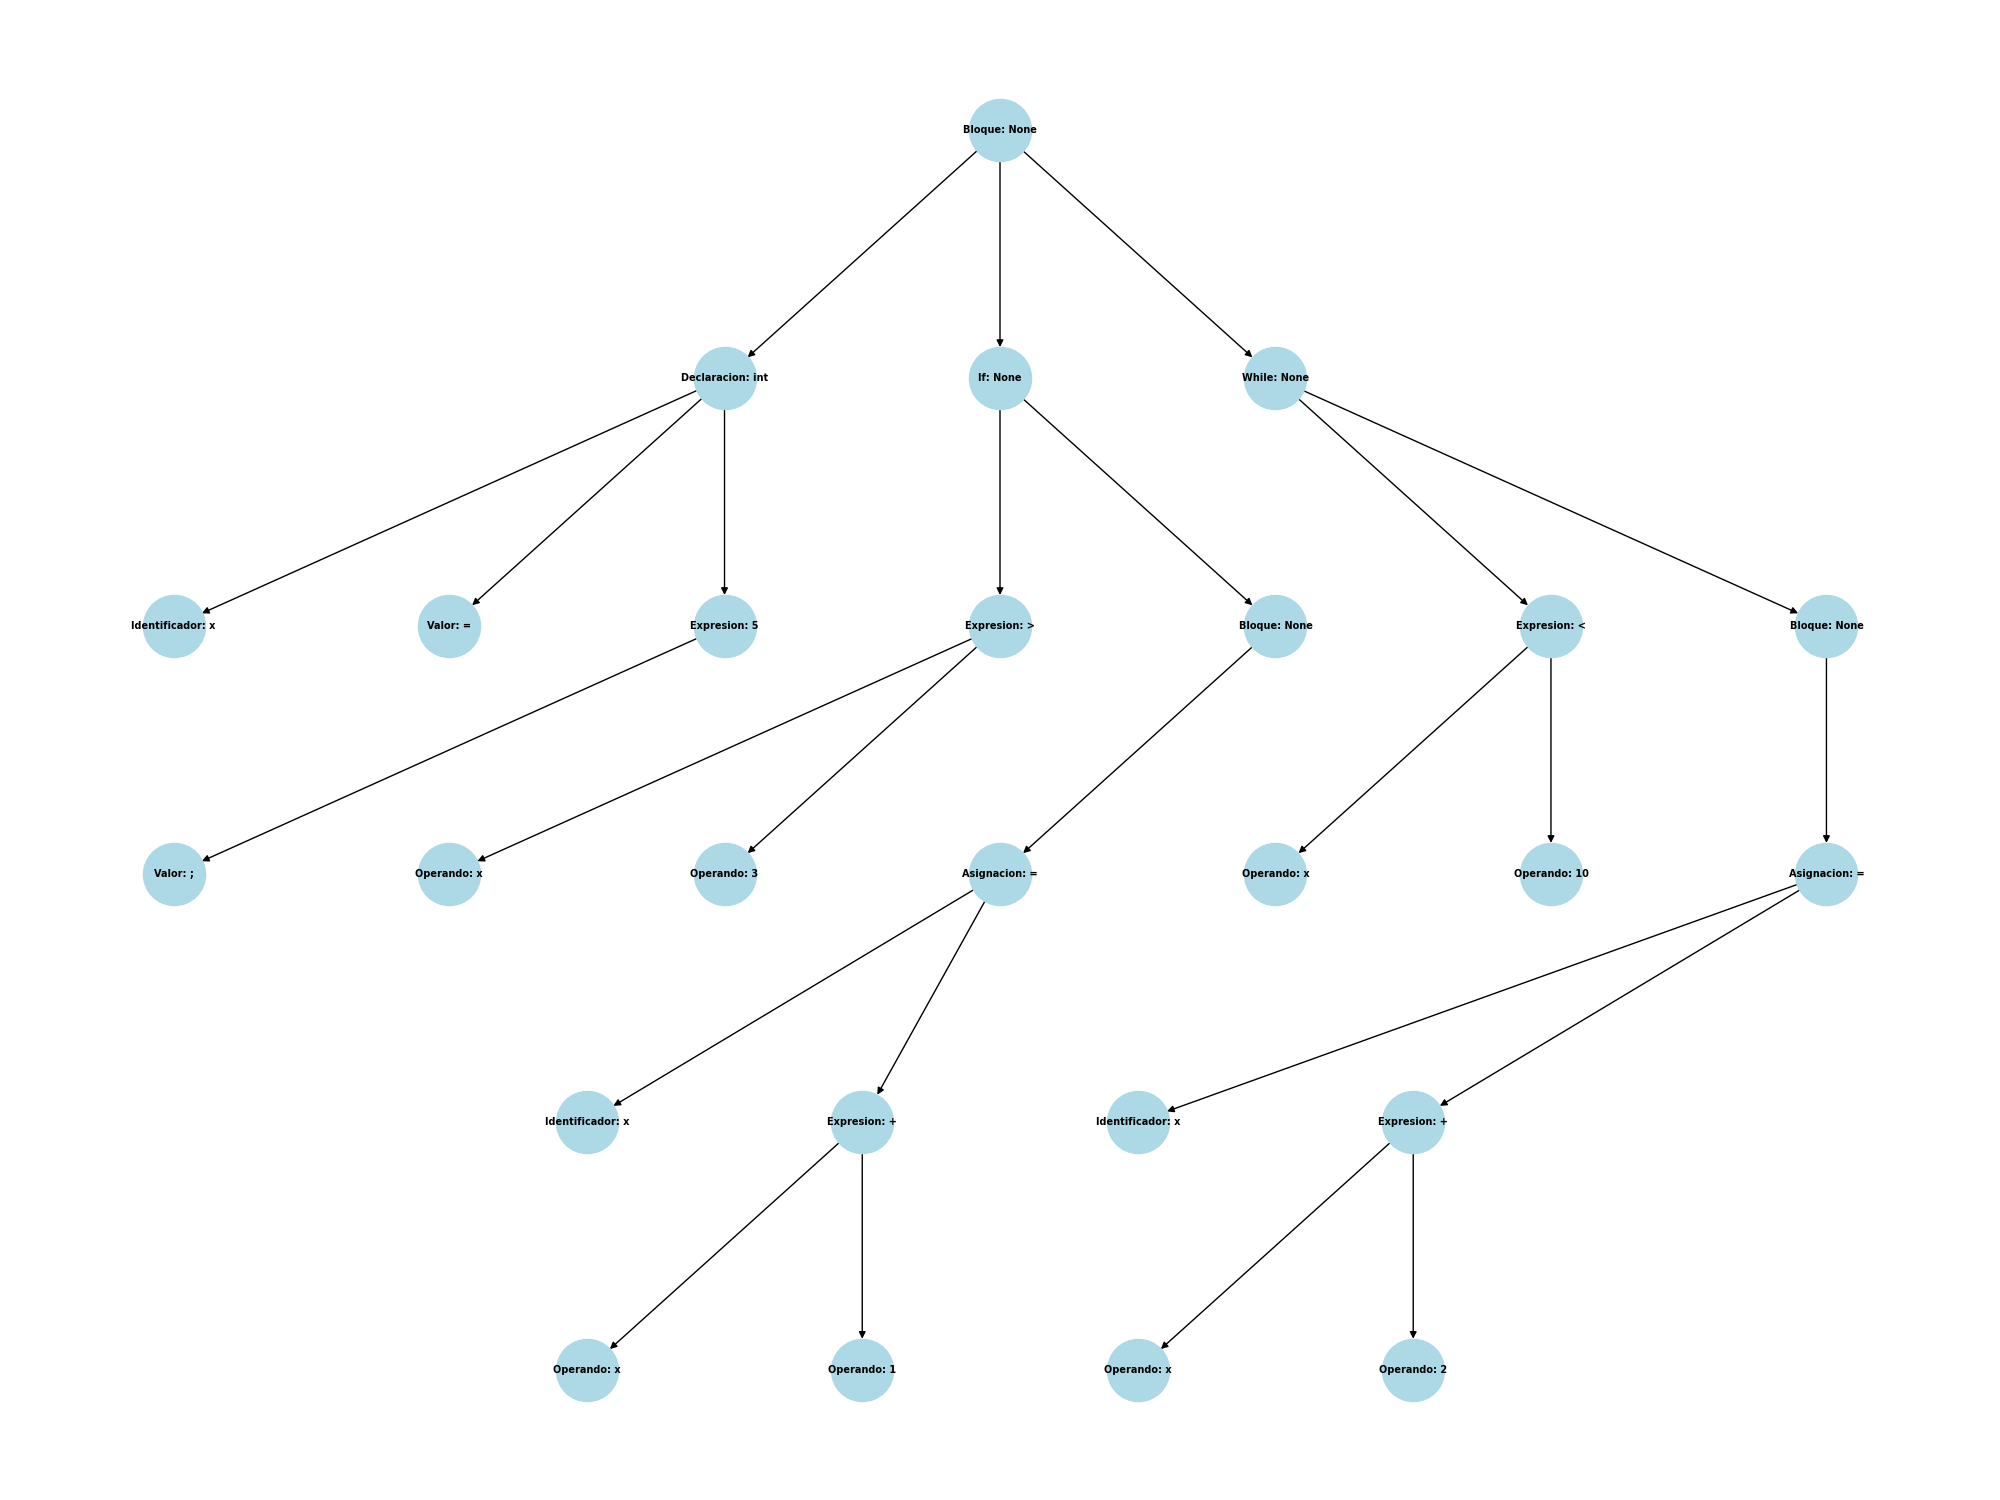 Bloque: None
Declaracion: int
If: None
While: None
Identificador: x
Valor: =
Expresion: 5
Expresion: >
Bloque: None
Expresion: <
Bloque: None
Valor: ;
Operando: x
Operando: 3
Asignacion: =
Operando: x
Operando: 10
Asignacion: =
Identificador: x
Expresion: +
Identificador: x
Expresion: +
Operando: x
Operando: 1
Operando: x
Operando: 2